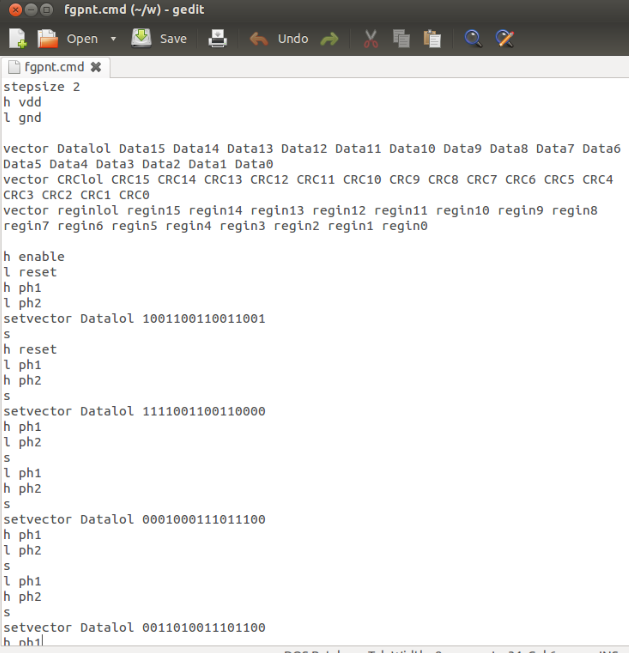 fgpnt.cmd (~/w) - gedit
Open Save Undo
fgpnt.cmd
stepsize 2
h vdd
l gnd
vector Datalol Data15 Data14 Data13 Data12 Data11 Data10 Data9 Data8 Data7 Data6
Data5 Data4 Data3 Data2 Data1 Data0
vector CRClol CRC15 CRC14 CRC13 CRC12 CRC11 CRC10 CRC9 CRC8 CRC7 CRC6 CRC5 CRC4
CRC3 CRC2 CRC1 CRC0
vector reginlol regin15 regin14 regin13 regin12 regin11 regin10 regin9 regin8
regin7 regin6 regin5 regin4 regin3 regin2 regin1 regin0
h enable
l reset
h ph1
l ph2
setvector Datalol 1001100110011001
s
h reset
l ph1
h ph2
s
setvector Datalol 1111001100110000
h ph1
l ph2
s
l ph1
h ph2
s
setvector Datalol 0001000111011100
h ph1
l ph2
s
l ph1
h ph2
s
setvector Datalol 0011010011101100
h ph1